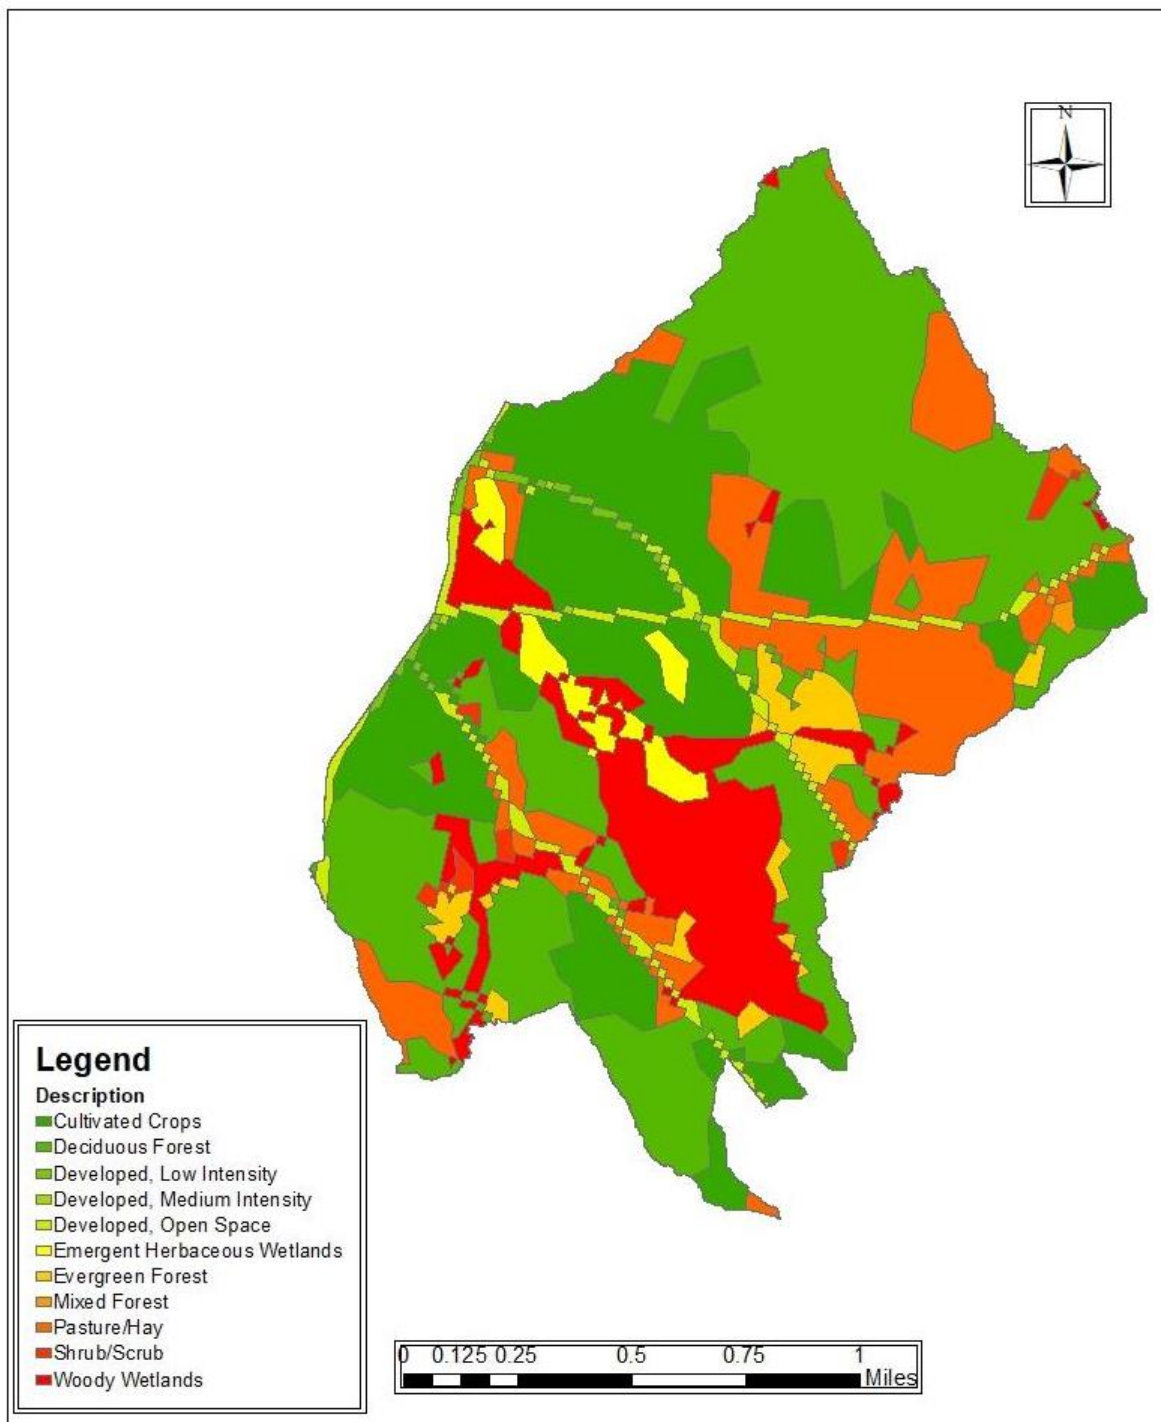 N
Legend
Description
Cultivated Crops
Deciduous Forest
Developed, Low Intensity
Developed, Medium Intensity
Developed, Open Space
Emergent Herbaceous Wetlands
Evergreen Forest
Mixed Forest
Pasture/Hay
Shrub/Scrub
Woody Wetlands
0 0.125 0.25 0.5 0.75 1
Miles